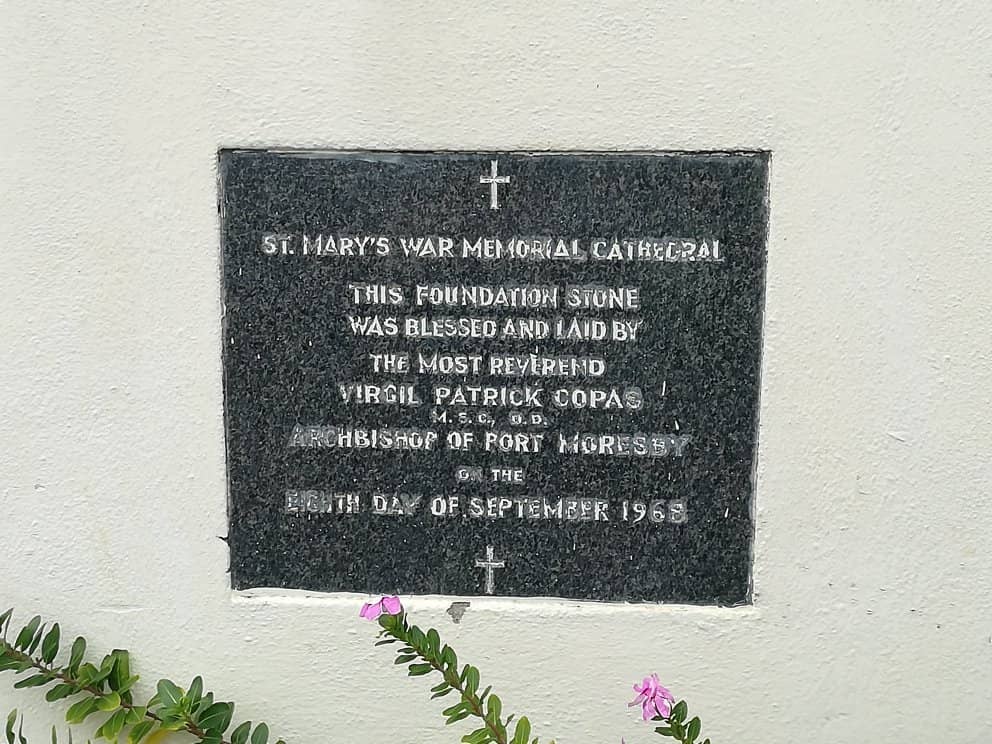 ST. MARY'S WAR MEMORIAL CATHEDRAL
THIS FOUNDATION STONE
WAS BLESSED AND LAID BY
THE MOST REVEREND
VIRGIL PATRICK COPAS
M.S.C., D.D.
ARCHBISHOP OF PORT MORESBY
ON THE
EIGHTH DAY OF SEPTEMBER 1968